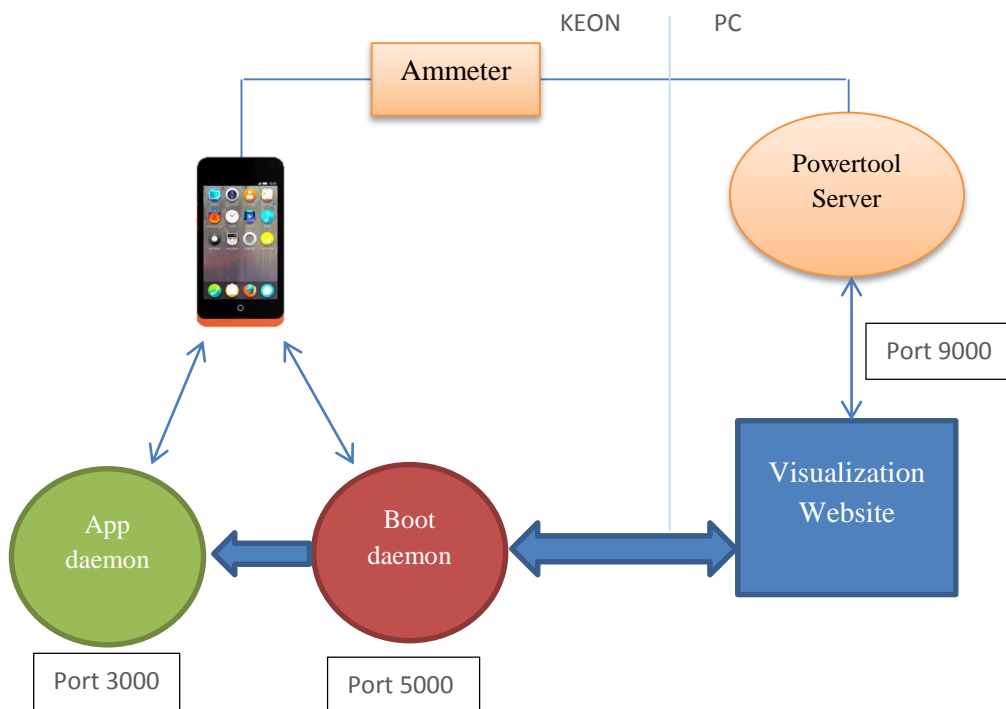 KEON
PC
Ammeter
Powertool
Server
Port 9000
Visualization
Website
App
daemon
Boot
daemon
Port 3000
Port 5000